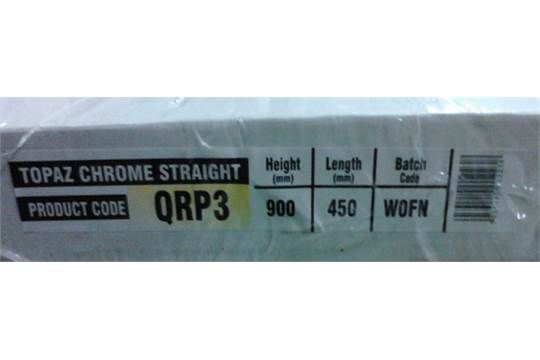 TOPAZ CHROME STRAIGHT
PRODUCT CODE QRP3
Height (mm) 900
Length (mm) 450
Batch Code W0FN